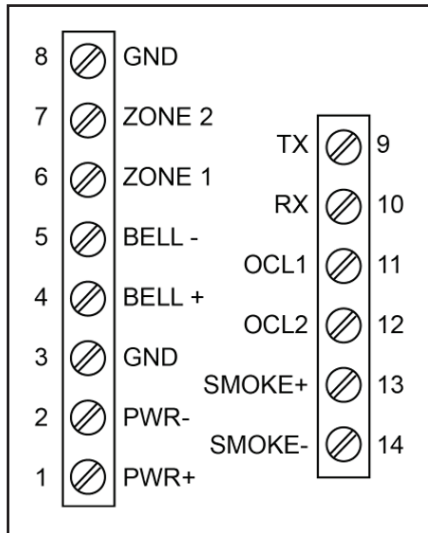 8 GND
7 ZONE 2
6 ZONE 1
5 BELL -
4 BELL +
3 GND
2 PWR-
1 PWR+
TX 9
RX 10
OCL1 11
OCL2 12
SMOKE+ 13
SMOKE- 14